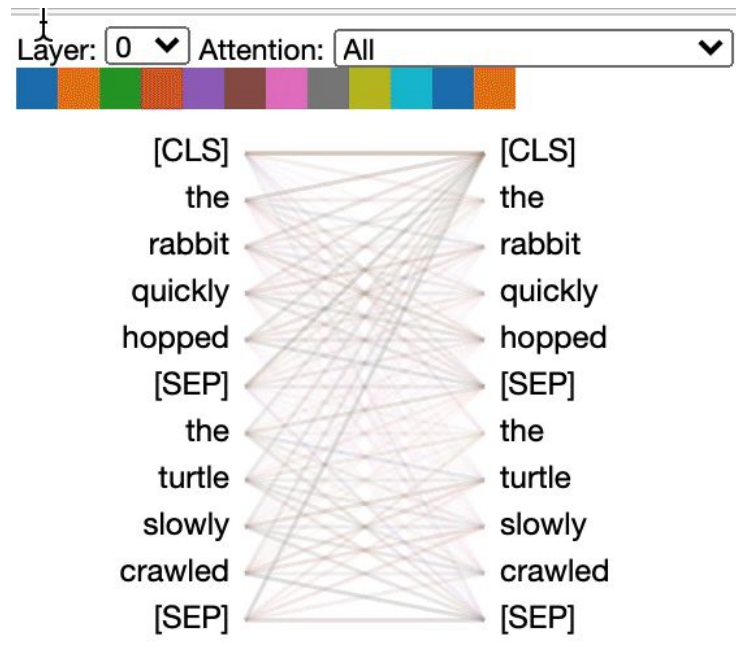 Layer: 0 Attention: All
[CLS] [CLS]
the the
rabbit rabbit
quickly quickly
hopped hopped
[SEP] [SEP]
the the
turtle turtle
slowly slowly
crawled crawled
[SEP] [SEP]